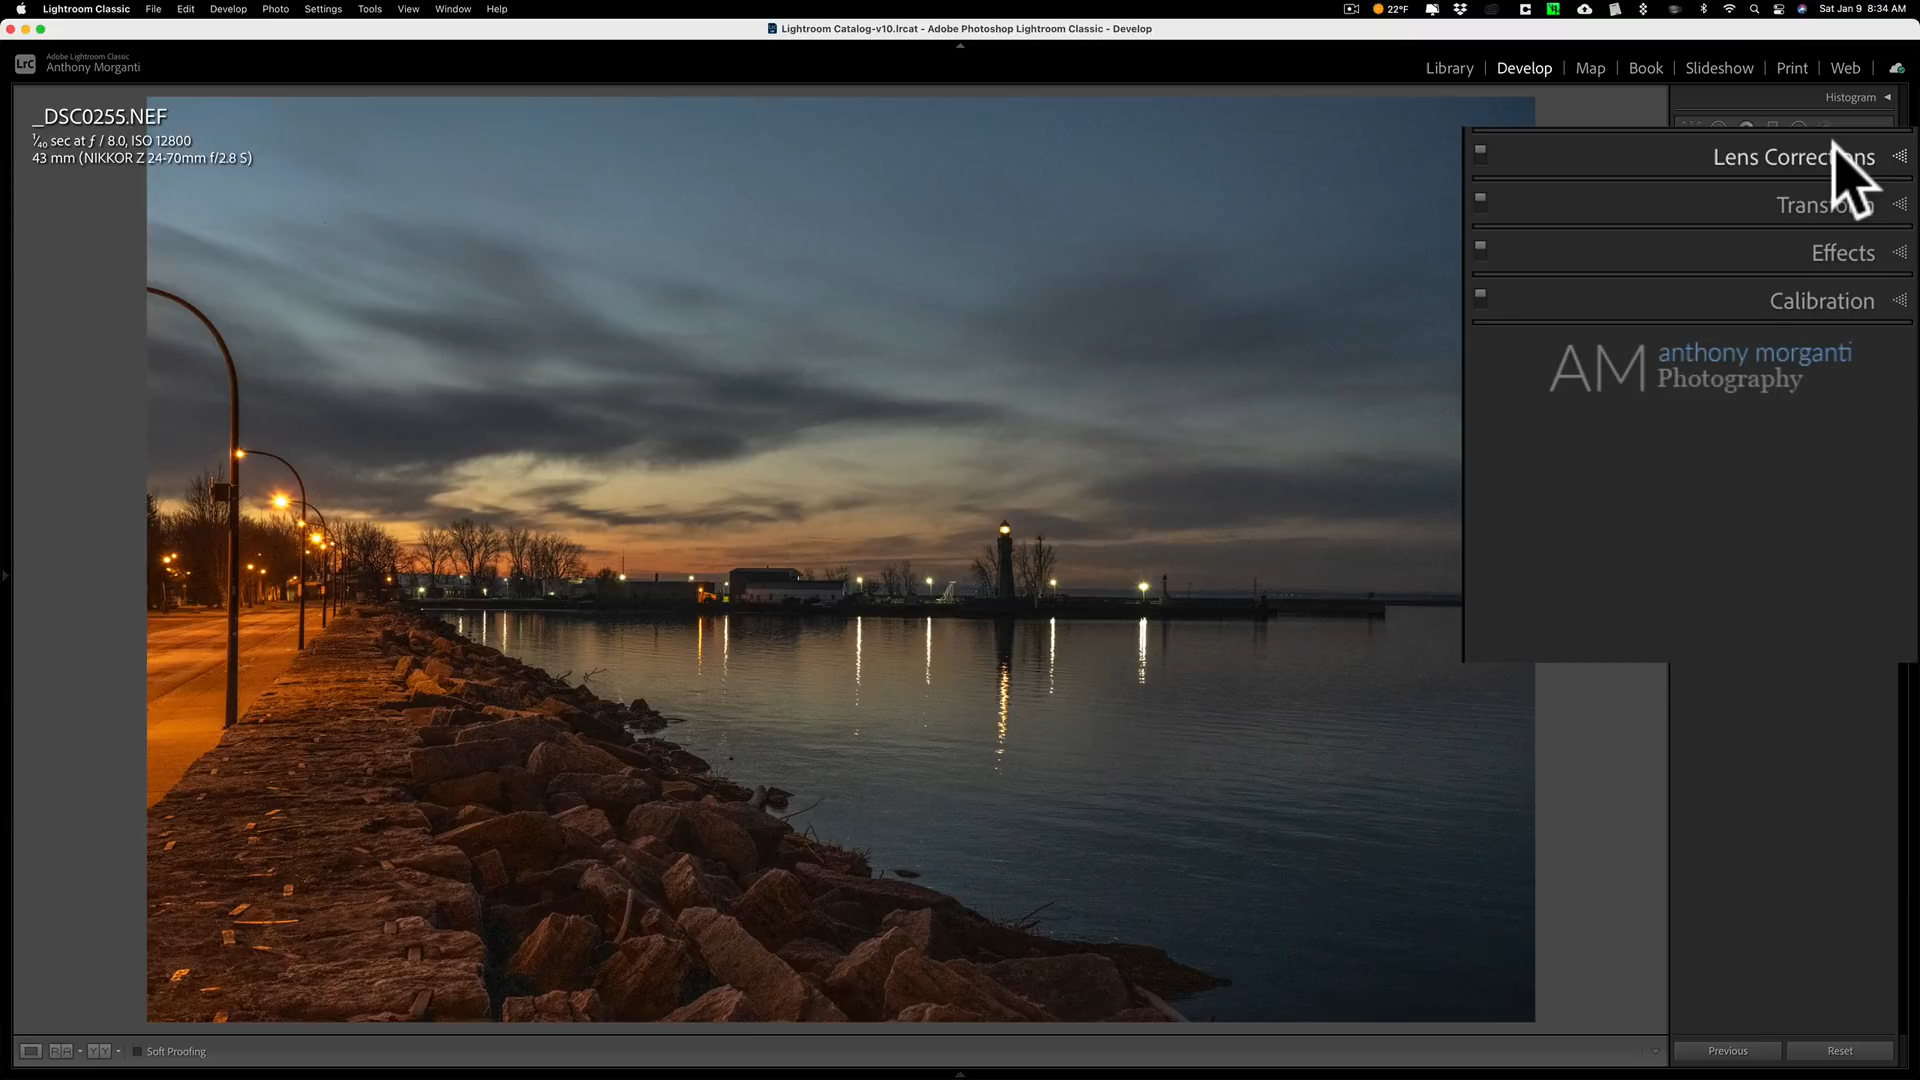 Lightroom Classic File Edit Develop Photo Settings Tools View Window Help 22°F Sat Jan 9 8:34 AM
Lightroom Catalog-v10.lrcat - Adobe Photoshop Lightroom Classic - Develop
LrC
Adobe Lightroom Classic
Anthony Morganti
Library | Develop | Map | Book | Slideshow | Print | Web
Histogram
_DSC0255.NEF
1/40 sec at ƒ / 8.0, ISO 12800
43 mm (NIKKOR Z 24-70mm f/2.8 S)
Lens Corrections
Transform
Effects
Calibration
AM anthony morganti
Photography
Soft Proofing
Previous Reset